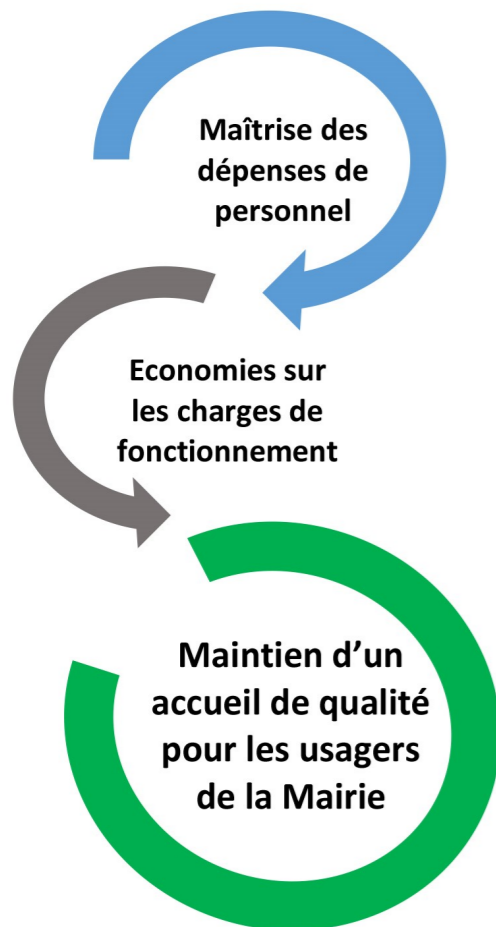 Maîtrise des
dépenses de
personnel
Economies sur
les charges de
fonctionnement
Maintien d’un
accueil de qualité
pour les usagers
de la Mairie